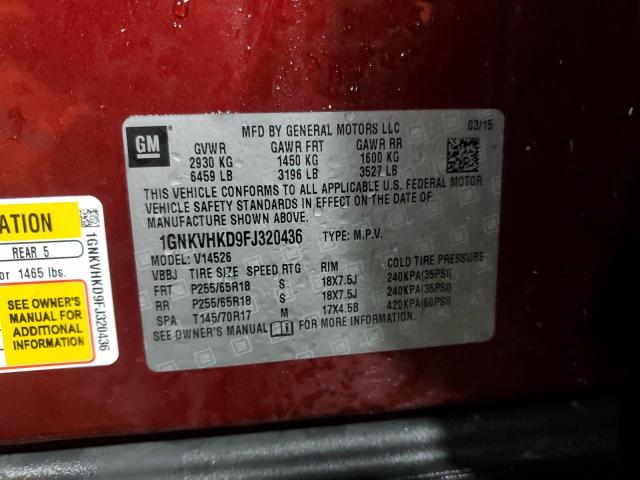 GM
MFD BY GENERAL MOTORS LLC 03/15
GVWR GAWR FRT GAWR RR
2930 KG 1450 KG 1600 KG
6459 LB 3196 LB 3527 LB
THIS VEHICLE CONFORMS TO ALL APPLICABLE U.S. FEDERAL MOTOR
VEHICLE SAFETY STANDARDS IN EFFECT ON THE DATE OF
MANUFACTURE SHOWN ABOVE.
1GNKVHKD9FJ320436 TYPE: M.P.V.
MODEL: V14526
VBBJ TIRE SIZE SPEED RTG RIM COLD TIRE PRESSURE
FRT P255/65R18 S 18X7.5J 240KPA(35PSI)
RR P255/65R18 S 18X7.5J 240KPA(35PSI)
SPA T145/70R17 M 17X4.5B 420KPA(60PSI)
SEE OWNER'S MANUAL FOR ADDITIONAL INFORMATION.
ATION
REAR 5
or 1465 lbs.
SEE OWNER'S
MANUAL FOR
ADDITIONAL
INFORMATION
1GNKVHKD9FJ320436